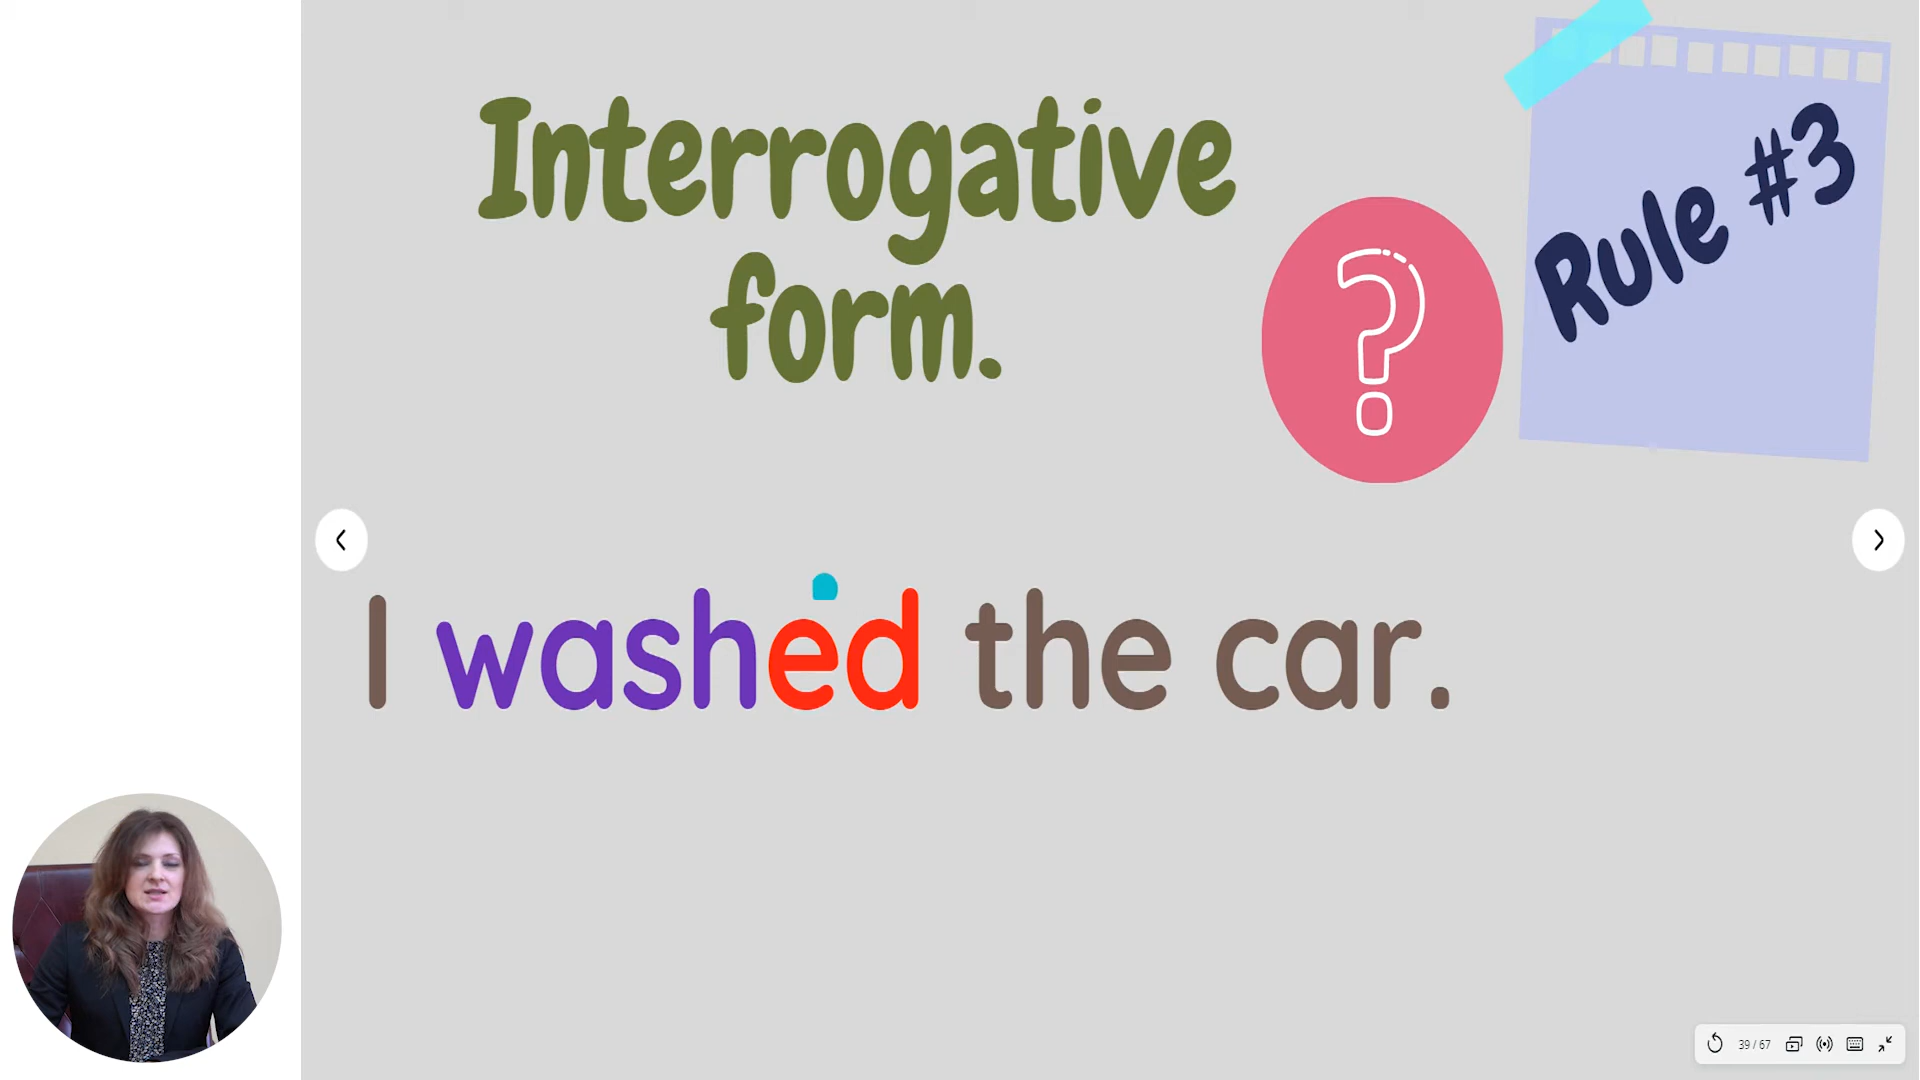 Interrogative
form.
?
Rule #3
I washed the car.
39 / 67